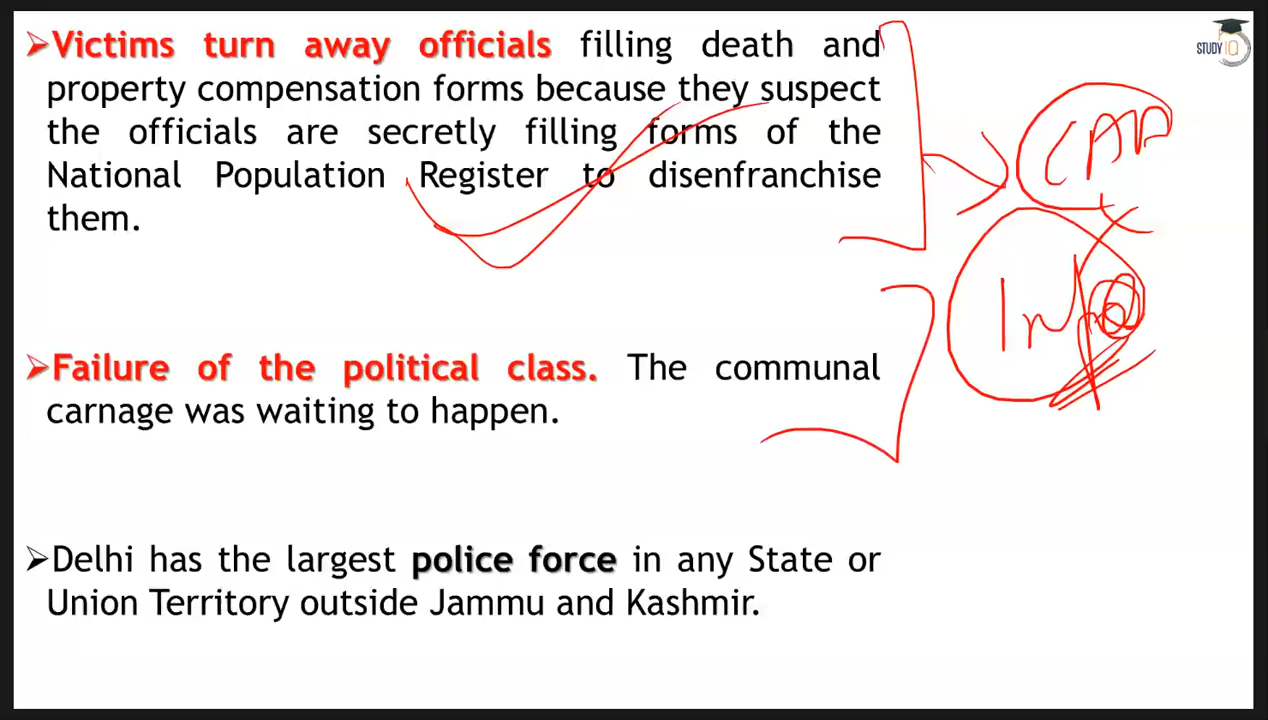 ➢Victims turn away officials filling death and
property compensation forms because they suspect
the officials are secretly filling forms of the
National Population Register to disenfranchise
them.
STUDY IQ
CAA
➢Failure of the political class. The communal
carnage was waiting to happen.
➢Delhi has the largest police force in any State or
Union Territory outside Jammu and Kashmir.